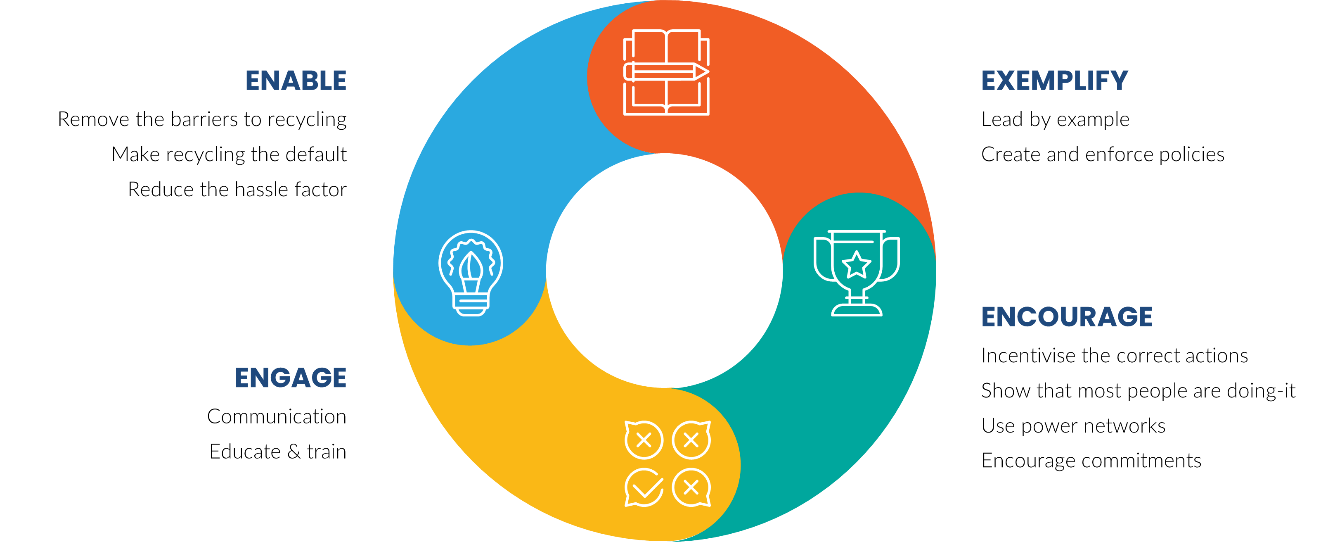 ENABLE
Remove the barriers to recycling
Make recycling the default
Reduce the hassle factor
EXEMPLIFY
Lead by example
Create and enforce policies
ENGAGE
Communication
Educate & train
ENCOURAGE
Incentivise the correct actions
Show that most people are doing-it
Use power networks
Encourage commitments